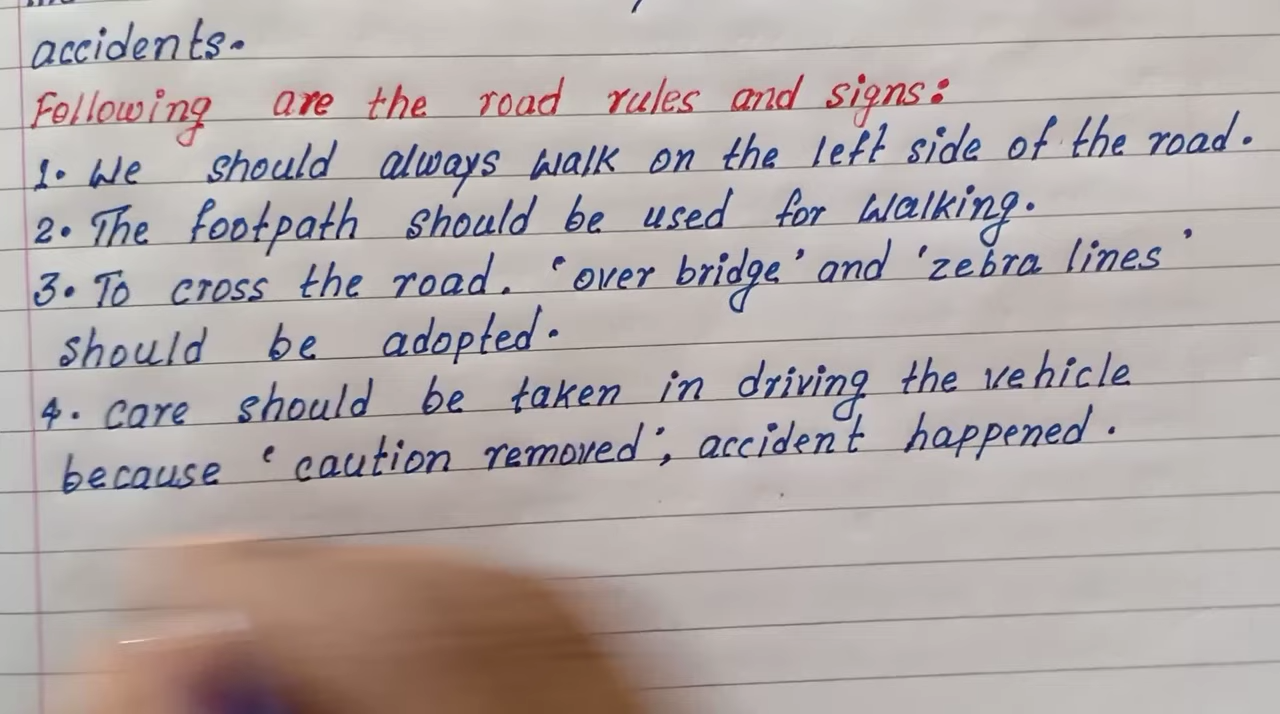 accidents.
Following are the road rules and signs:
1. We should always walk on the left side of the road.
2. The footpath should be used for walking.
3. To cross the road. 'over bridge' and 'zebra lines'
should be adopted.
4. care should be taken in driving the vehicle
because 'caution removed', accident happened.